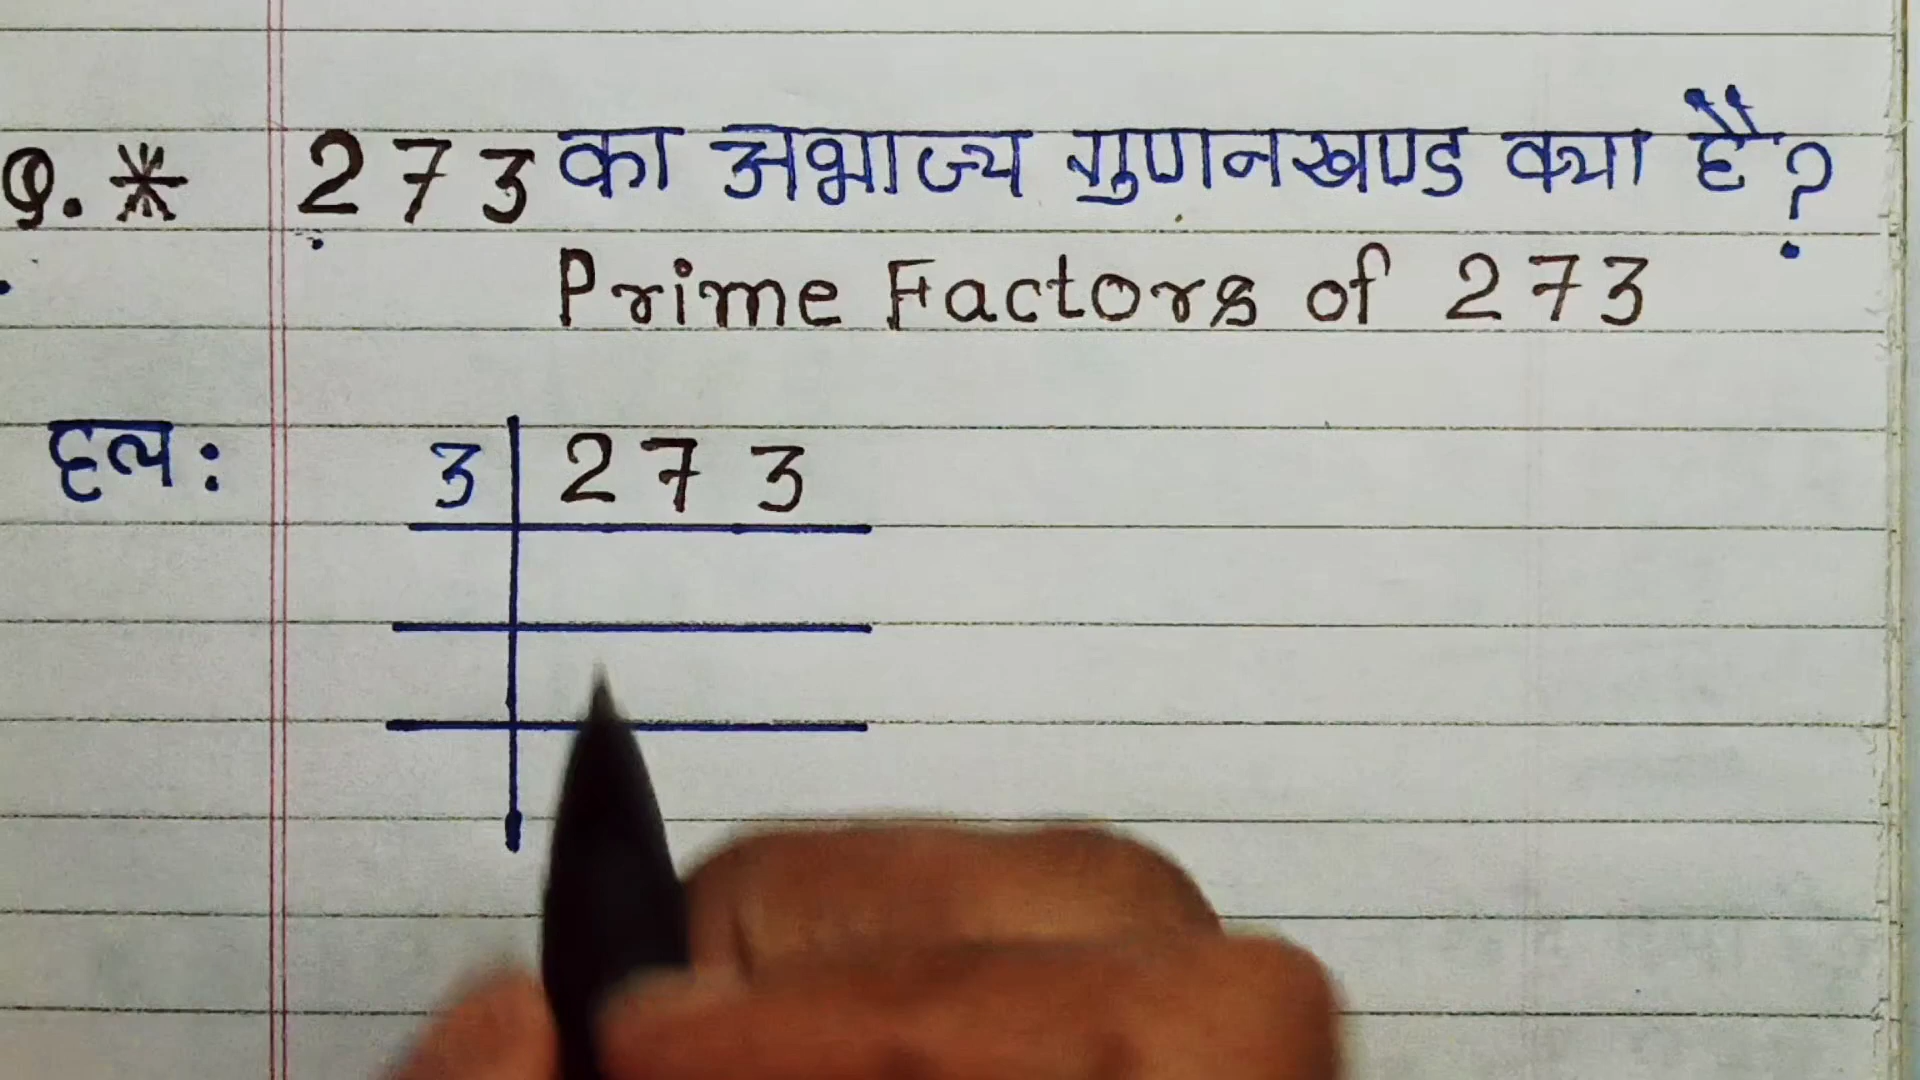 Q.* 273 का अभाज्य गुणनखण्ड क्या है?
Prime Factors of 273
हल: 3 273